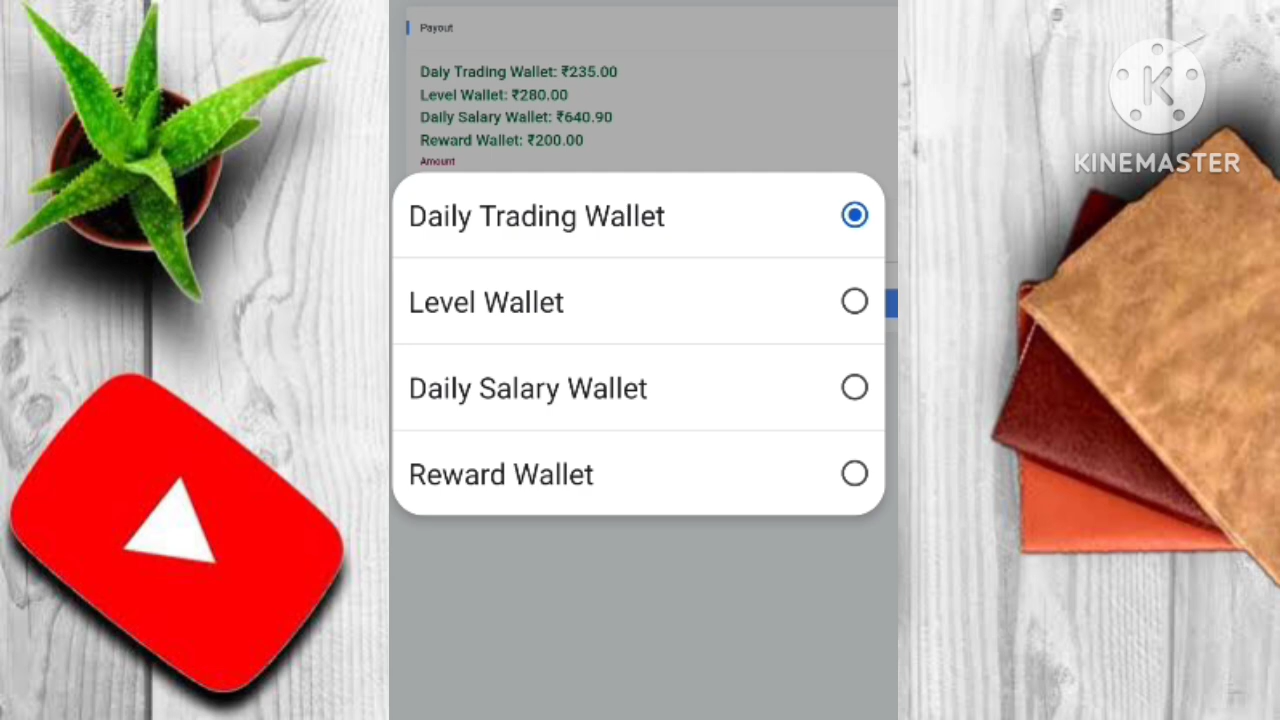 Payout
Daly Trading Wallet: ₹235.00
Level Wallet: ₹280.00
Daily Salary Wallet: ₹640.90
Reward Wallet: ₹200.00
Amount
Daily Trading Wallet
Level Wallet
Daily Salary Wallet
Reward Wallet
K
KINEMASTER